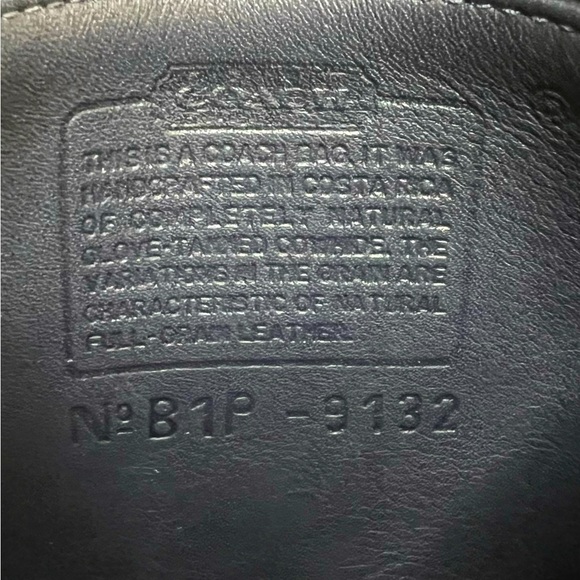 COACH
THIS IS A COACH BAG. IT WAS
HANDCRAFTED IN COSTA RICA
OF COMPLETELY NATURAL
GLOVE-TANNED COWHIDE. THE
VARIATIONS IN THE GRAIN ARE
CHARACTERISTIC OF NATURAL
FULL-GRAIN LEATHER.
Nº B1P -9132